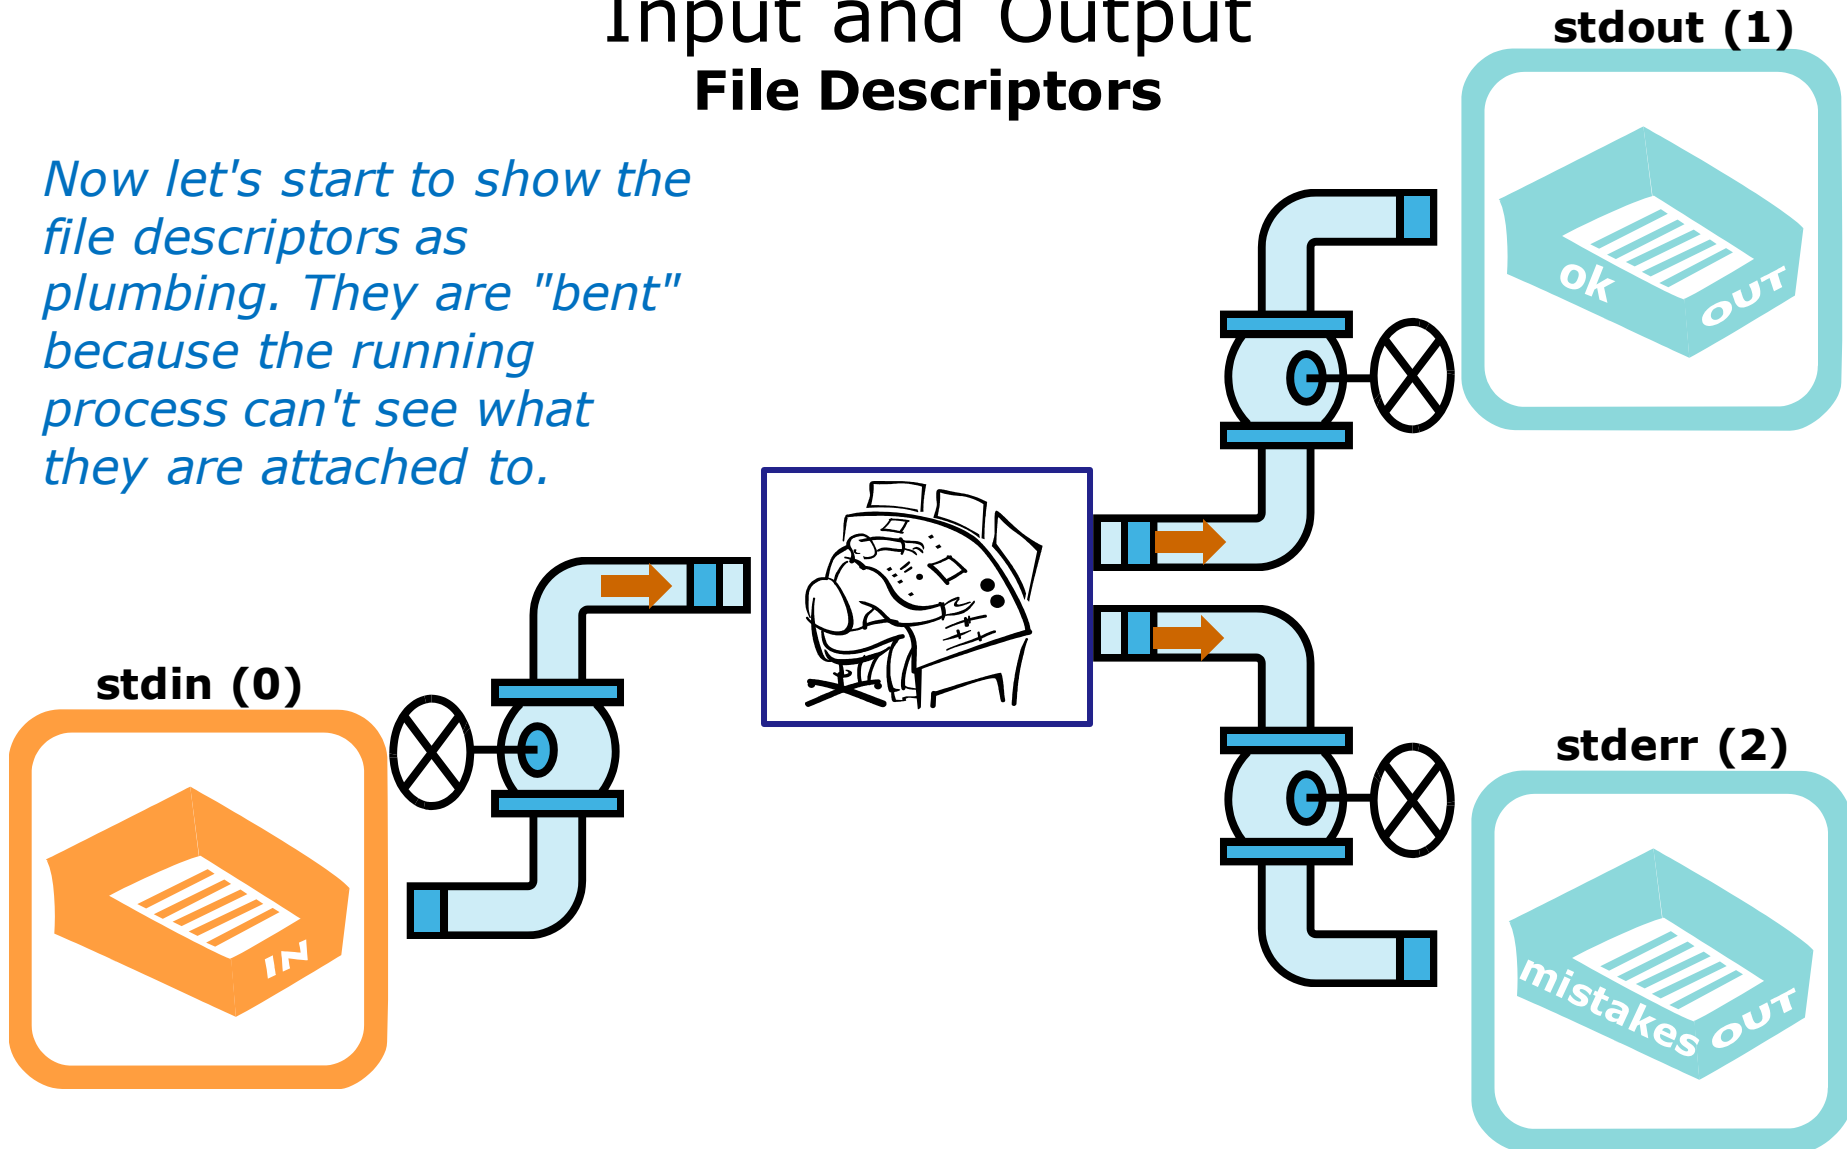 Input and Output
File Descriptors
stdout (1)
Now let's start to show the
file descriptors as
plumbing. They are "bent"
because the running
process can't see what
they are attached to.
ok
OUT
stdin (0)
IN
stderr (2)
mistakes
OUT